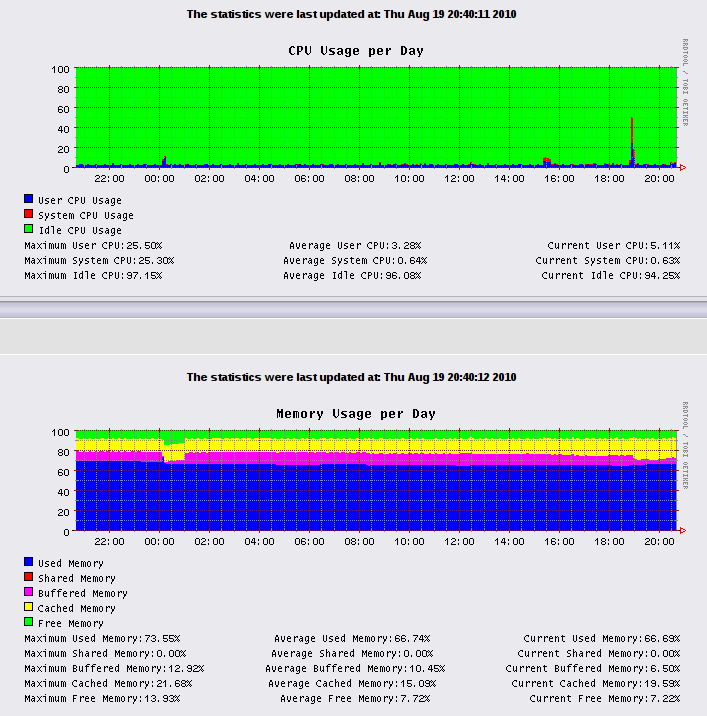 The statistics were last updated at: Thu Aug 19 20:40:11 2010
CPU Usage per Day
RRDTOOL / TOBI OETIKER
100
80
60
40
20
0
22:00 00:00 02:00 04:00 06:00 08:00 10:00 12:00 14:00 16:00 18:00 20:00
User CPU Usage
System CPU Usage
Idle CPU Usage
Maximum User CPU:25.50% Average User CPU:3.28% Current User CPU:5.11%
Maximum System CPU:25.30% Average System CPU:0.64% Current System CPU:0.63%
Maximum Idle CPU:97.15% Average Idle CPU:96.08% Current Idle CPU:94.25%
The statistics were last updated at: Thu Aug 19 20:40:12 2010
Memory Usage per Day
RRDTOOL / TOBI OETIKER
100
80
60
40
20
0
22:00 00:00 02:00 04:00 06:00 08:00 10:00 12:00 14:00 16:00 18:00 20:00
Used Memory
Shared Memory
Buffered Memory
Cached Memory
Free Memory
Maximum Used Memory:73.55% Average Used Memory:66.74% Current Used Memory:66.69%
Maximum Shared Memory:0.00% Average Shared Memory:0.00% Current Shared Memory:0.00%
Maximum Buffered Memory:12.92% Average Buffered Memory:10.45% Current Buffered Memory:6.50%
Maximum Cached Memory:21.68% Average Cached Memory:15.09% Current Cached Memory:19.59%
Maximum Free Memory:13.93% Average Free Memory:7.72% Current Free Memory:7.22%